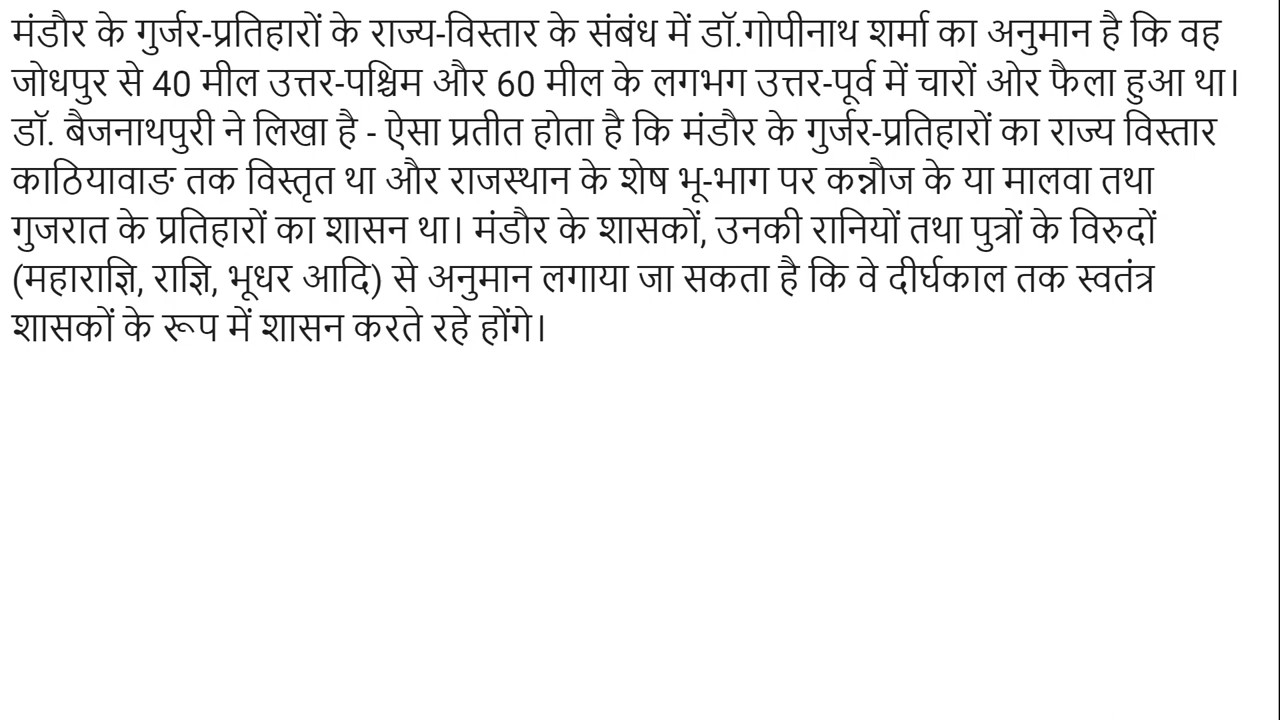 मंडौर के गुर्जर-प्रतिहारों के राज्य-विस्तार के संबंध में डॉ.गोपीनाथ शर्मा का अनुमान है कि वह
जोधपुर से 40 मील उत्तर-पश्चिम और 60 मील के लगभग उत्तर-पूर्व में चारों ओर फैला हुआ था।
डॉ. बैजनाथपुरी ने लिखा है - ऐसा प्रतीत होता है कि मंडौर के गुर्जर-प्रतिहारों का राज्य विस्तार
काठियावाङ तक विस्तृत था और राजस्थान के शेष भू-भाग पर कन्नौज के या मालवा तथा
गुजरात के प्रतिहारों का शासन था। मंडौर के शासकों, उनकी रानियों तथा पुत्रों के विरुदों
(महाराज्ञि, राज्ञि, भूधर आदि) से अनुमान लगाया जा सकता है कि वे दीर्घकाल तक स्वतंत्र
शासकों के रूप में शासन करते रहे होंगे।